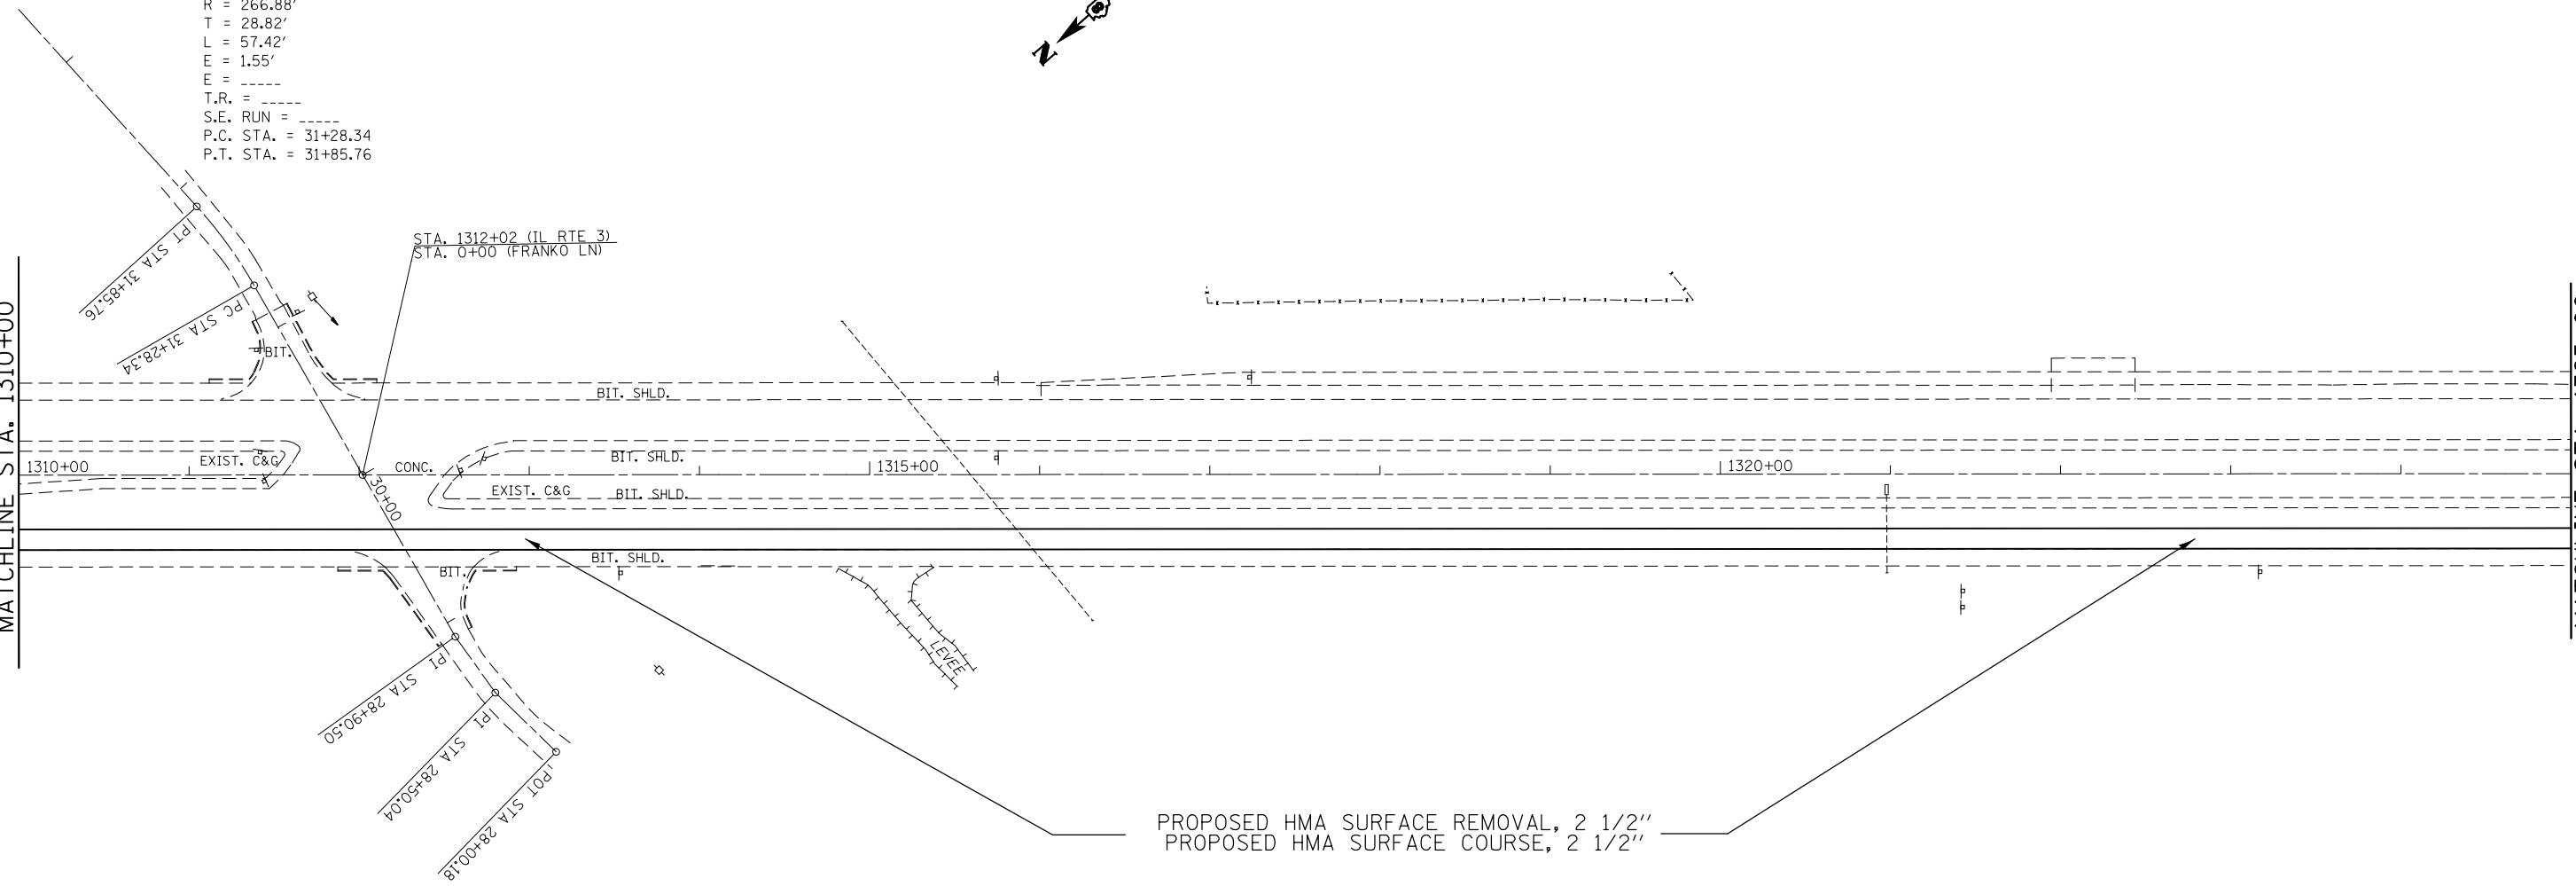 R = 266.88'
T = 28.82'
L = 57.42'
E = 1.55'
E = _____
T.R. = _____
S.E. RUN = _____
P.C. STA. = 31+28.34
P.T. STA. = 31+85.76
N
STA. 1312+02 (IL RTE 3)
STA. 0+00 (FRANKO LN)
PT STA 31+85.76
PC STA 31+28.34
MATCHLINE STA. 1310+00
BIT.
BIT. SHLD.
1310+00
EXIST. C&G
CONC.
BIT. SHLD.
1315+00
1320+00
30+00
EXIST. C&G
BIT. SHLD.
BIT. SHLD.
BIT.
LEVEE
PI STA 28+90.50
PI STA 28+50.04
POT STA 28+00.18
PROPOSED HMA SURFACE REMOVAL, 2 1/2''
PROPOSED HMA SURFACE COURSE, 2 1/2''